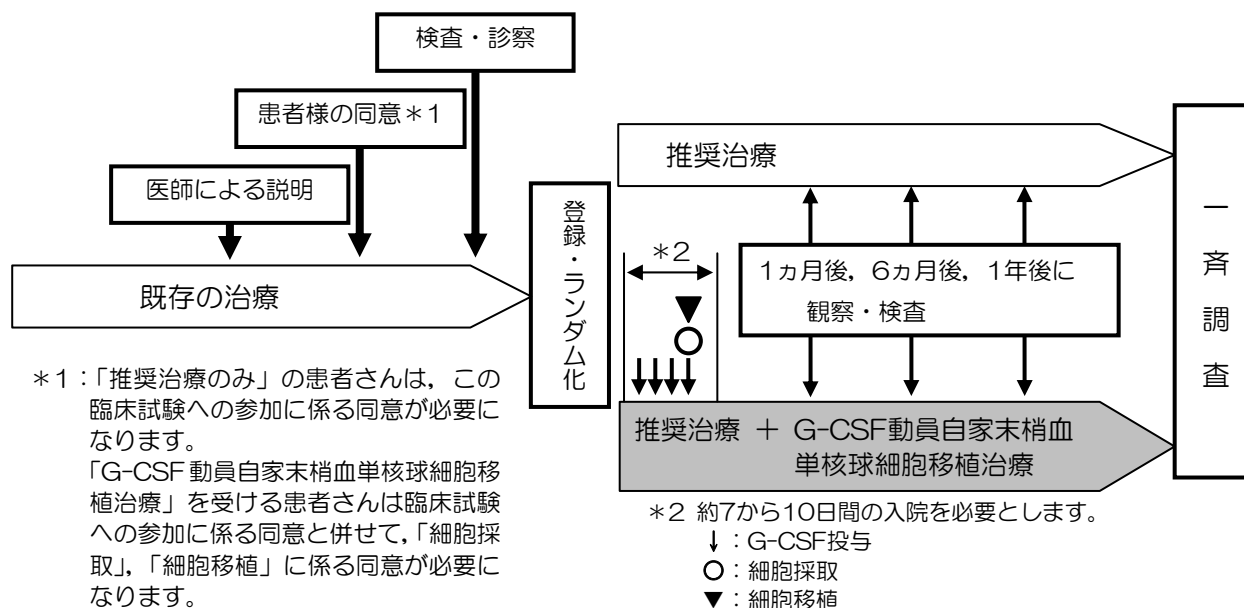 検査・診察
患者様の同意＊1
医師による説明
既存の治療
登録・ランダム化
推奨治療
＊2
1ヵ月後，6ヵ月後，1年後に
観察・検査
推奨治療 ＋ G-CSF動員自家末梢血
単核球細胞移植治療
一斉調査
＊1：「推奨治療のみ」の患者さんは，この
臨床試験への参加に係る同意が必要に
なります。
「G-CSF動員自家末梢血単核球細胞移
植治療」を受ける患者さんは臨床試験
への参加に係る同意と併せて，「細胞採
取」，「細胞移植」に係る同意が必要に
なります。
＊2 約7から10日間の入院を必要とします。
↓：G-CSF投与
○：細胞採取
▼：細胞移植